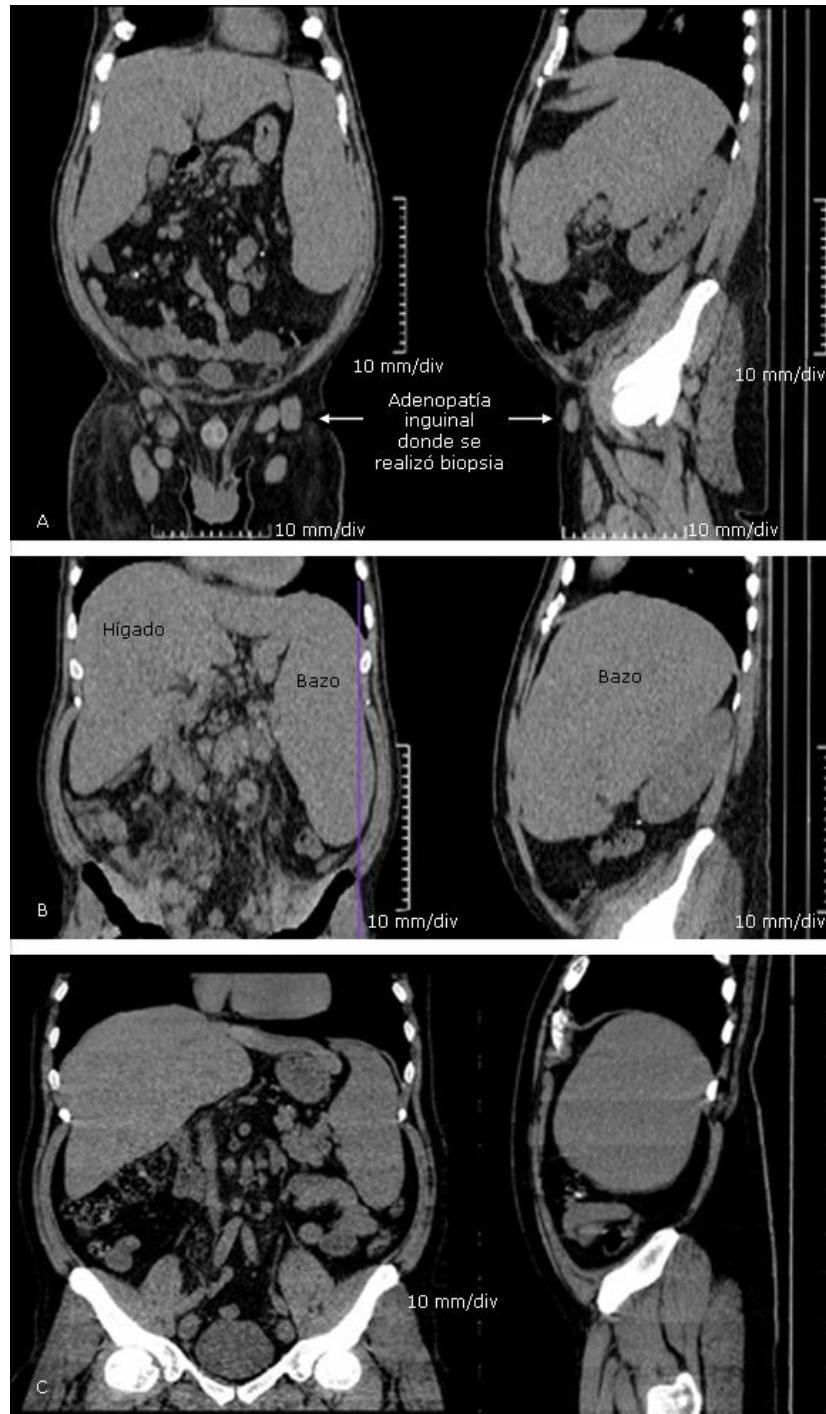 10 mm/div
10 mm/div
Adenopatía
inguinal
donde se
realizó biopsia
A
10 mm/div
10 mm/div
Hígado
Bazo
Bazo
B
10 mm/div
10 mm/div
10 mm/div
C